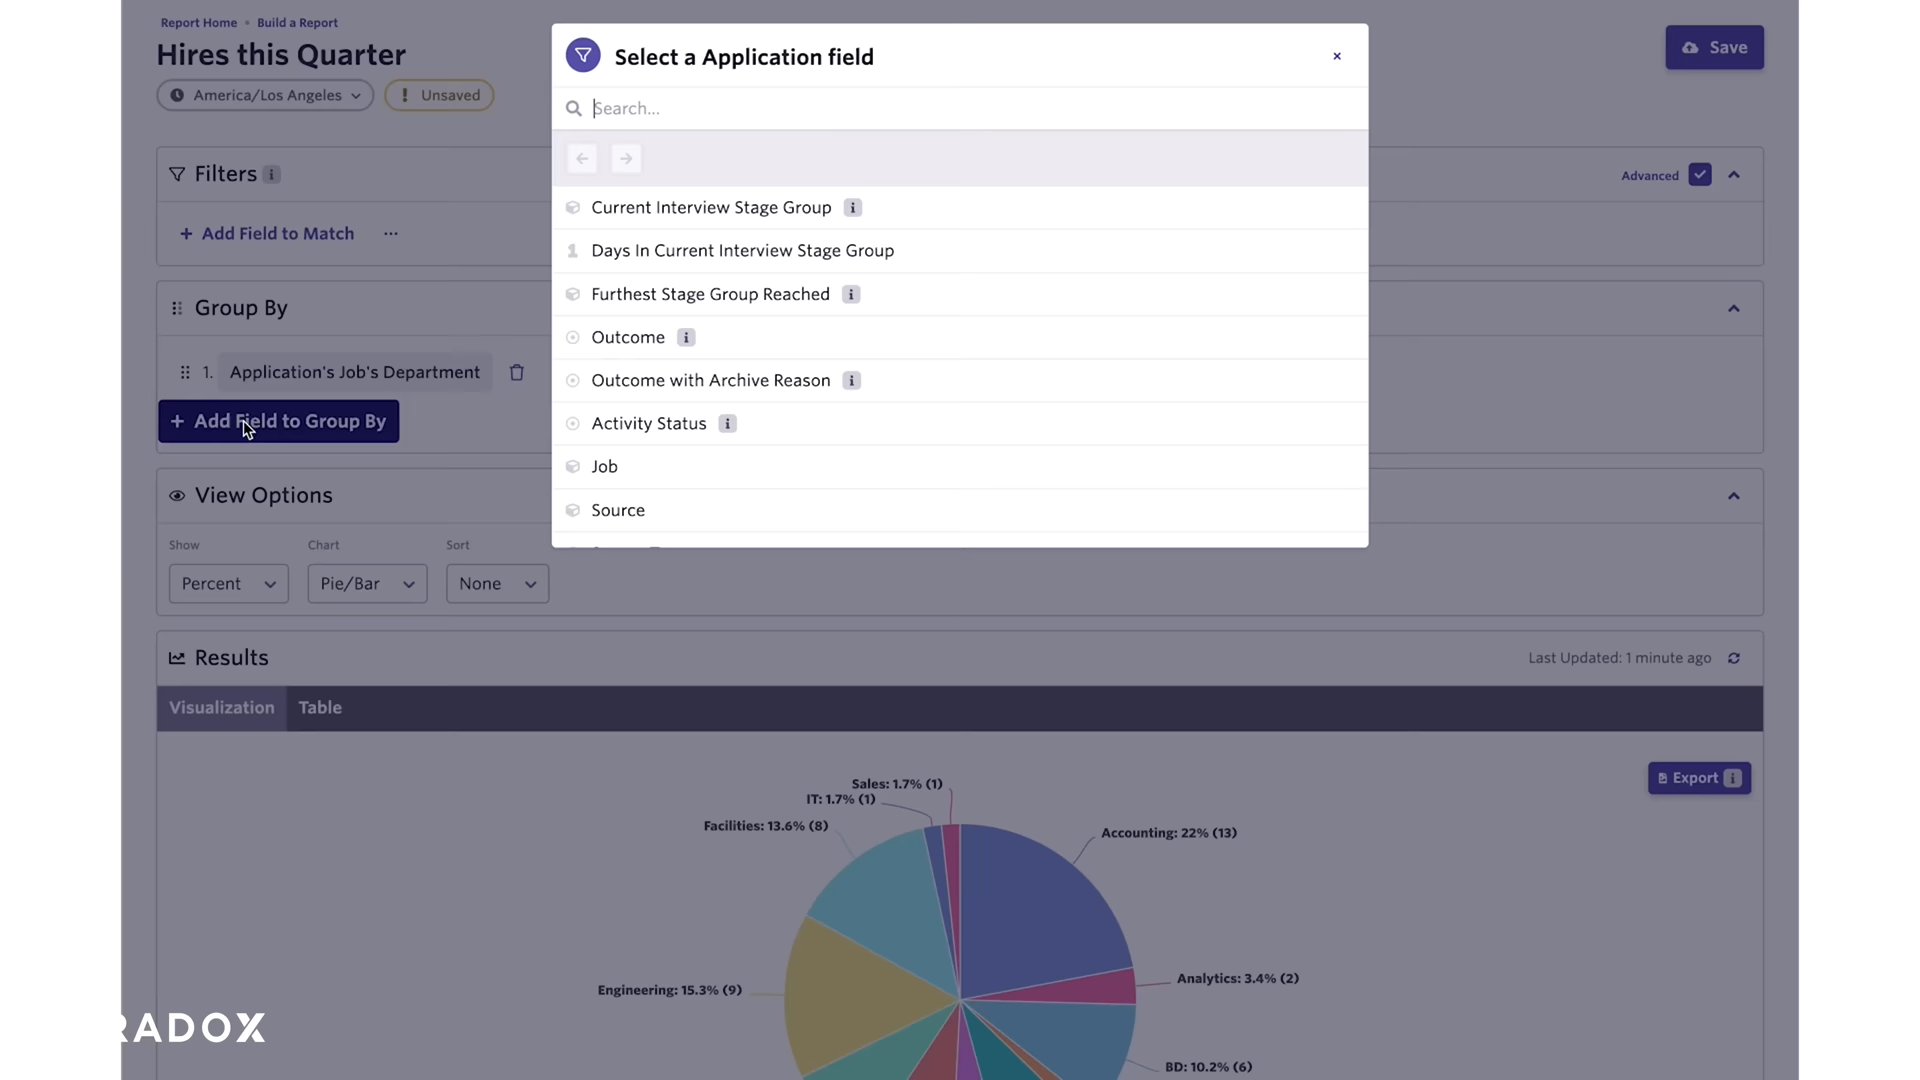 Report Home • Build a Report
Hires this Quarter
America/Los Angeles
! Unsaved
Save
Select a Application field
×
Search...
Filters i
Advanced
+ Add Field to Match ...
Current Interview Stage Group i
1 Days In Current Interview Stage Group
Furthest Stage Group Reached i
Outcome i
Outcome with Archive Reason i
Activity Status i
Job
Source
Group By
1. Application's Job's Department
+ Add Field to Group By
View Options
Show
Chart
Sort
Percent
Pie/Bar
None
Results
Last Updated: 1 minute ago
Visualization
Table
Export i
Sales: 1.7% (1)
IT: 1.7% (1)
Facilities: 13.6% (8)
Accounting: 22% (13)
Analytics: 3.4% (2)
Engineering: 15.3% (9)
BD: 10.2% (6)
RADOX